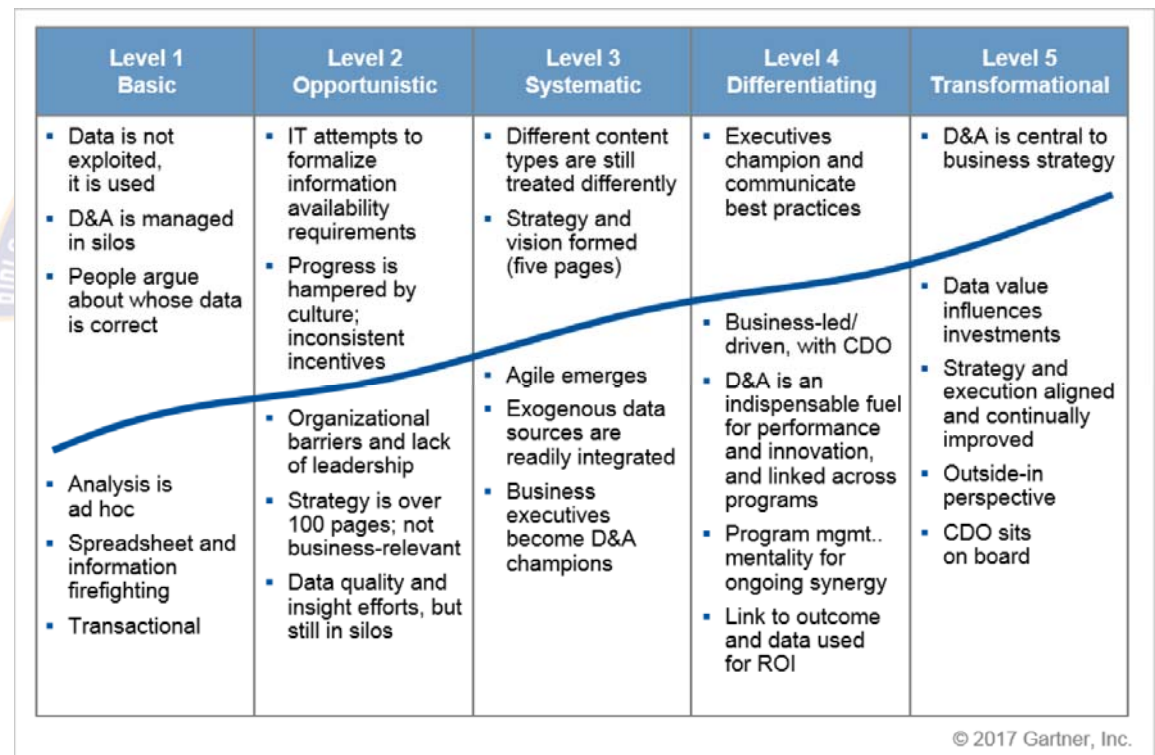 Level 1
Basic
Level 2
Opportunistic
Level 3
Systematic
Level 4
Differentiating
Level 5
Transformational
▪ Data is not
exploited,
it is used
▪ D&A is managed
in silos
▪ People argue
about whose data
is correct
▪ Analysis is
ad hoc
▪ Spreadsheet and
information
firefighting
▪ Transactional
▪ IT attempts to
formalize
information
availability
requirements
▪ Progress is
hampered by
culture;
inconsistent
incentives
▪ Organizational
barriers and lack
of leadership
▪ Strategy is over
100 pages; not
business-relevant
▪ Data quality and
insight efforts, but
still in silos
▪ Different content
types are still
treated differently
▪ Strategy and
vision formed
(five pages)
▪ Agile emerges
▪ Exogenous data
sources are
readily integrated
▪ Business
executives
become D&A
champions
▪ Executives
champion and
communicate
best practices
▪ Business-led/
driven, with CDO
▪ D&A is an
indispensable fuel
for performance
and innovation,
and linked across
programs
▪ Program mgmt..
mentality for
ongoing synergy
▪ Link to outcome
and data used
for ROI
▪ D&A is central to
business strategy
▪ Data value
influences
investments
▪ Strategy and
execution aligned
and continually
improved
▪ Outside-in
perspective
▪ CDO sits
on board
© 2017 Gartner, Inc.